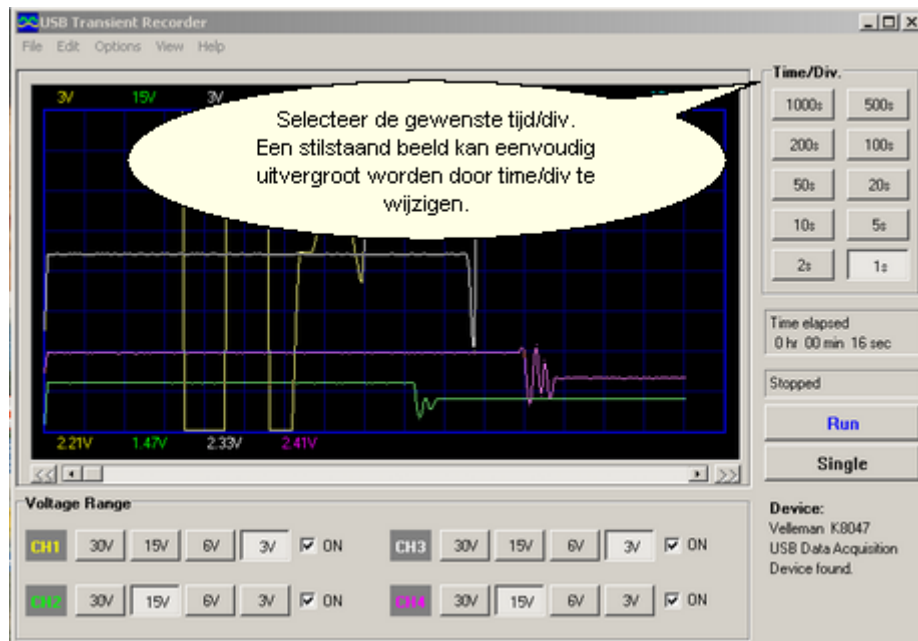 USB Transient Recorder
File Edit Options View Help
3V 15V 3V
Selecteer de gewenste tijd/div.
Een stilstaand beeld kan eenvoudig
uitvergroot worden door time/div te
wijzigen.
2.21V 1.47V 2.33V 2.41V
Time/Div.
1000s 500s
200s 100s
50s 20s
10s 5s
2s 1s
Time elapsed
0 hr 00 min 16 sec
Stopped
Run
Single
Voltage Range
CH1 30V 15V 6V 3V ON
CH3 30V 15V 6V 3V ON
CH2 30V 15V 6V 3V ON
CH4 30V 15V 6V 3V ON
Device:
Velleman K8047
USB Data Acquisition
Device found.